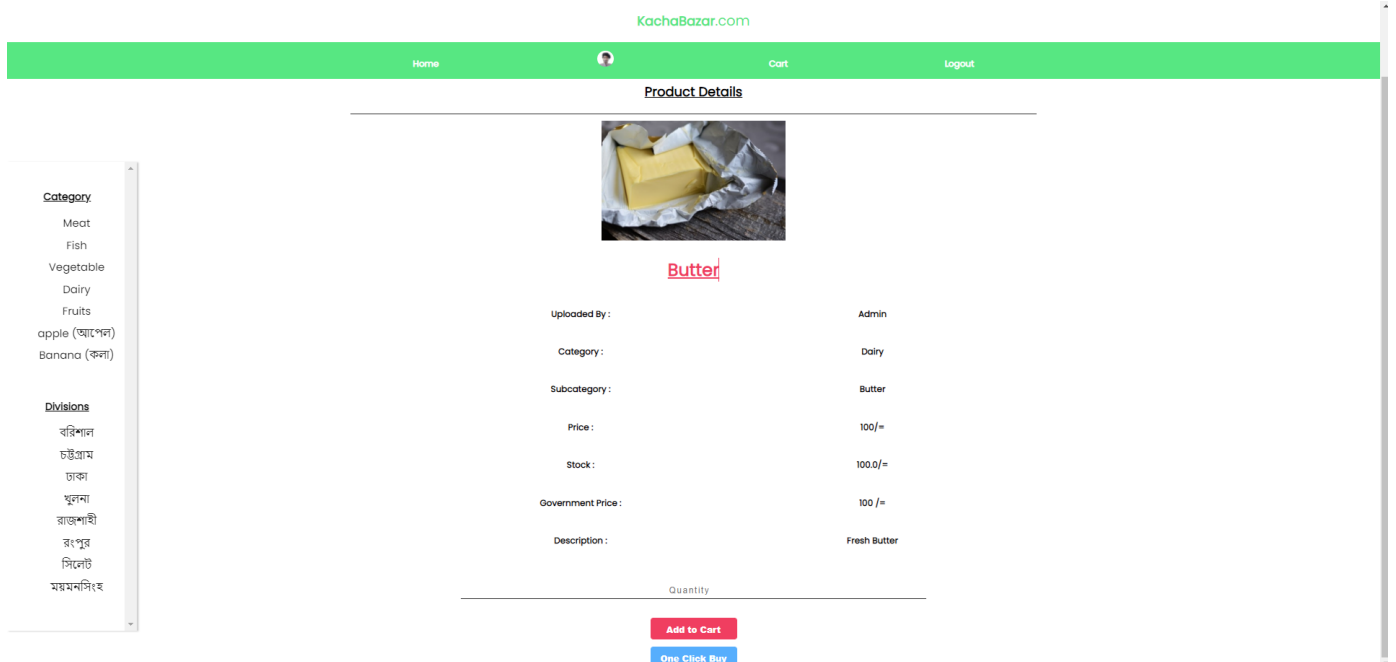 KachaBazar.com
Home Cart Logout
Product Details
Category
Meat
Fish
Vegetable
Dairy
Fruits
apple (আপেল)
Banana (কলা)
Divisions
বরিশাল
চট্টগ্রাম
ঢাকা
খুলনা
রাজশাহী
রংপুর
সিলেট
ময়মনসিংহ
Butter
Uploaded By : Admin
Category : Dairy
Subcategory : Butter
Price : 100/=
Stock : 100.0/=
Government Price : 100 /=
Description : Fresh Butter
Quantity
Add to Cart
One Click Buy